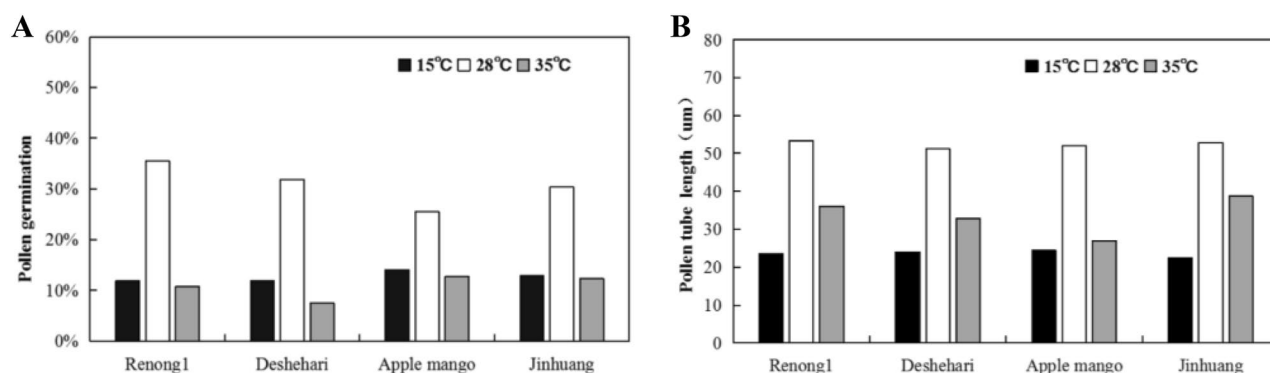 A
60%
50%
40%
30%
20%
10%
0%
Pollen germination
15℃ 28℃ 35℃
Renong1 Deshehari Apple mango Jinhuang
B
80
70
60
50
40
30
20
10
0
Pollen tube length（um）
15℃ 28℃ 35℃
Renong1 Deshehari Apple mango Jinhuang